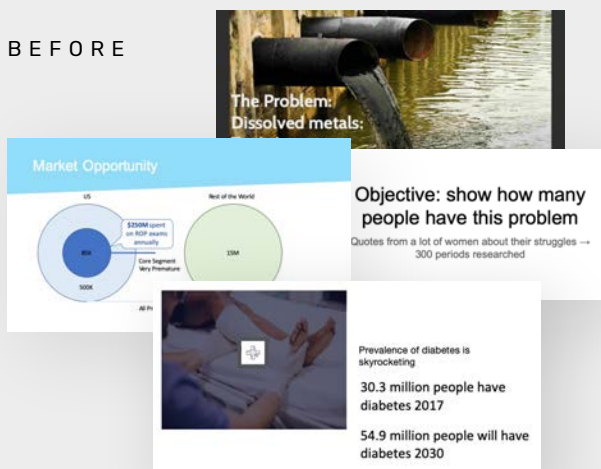 BEFORE
The Problem:
Dissolved metals:
Market Opportunity
US
Rest of the World
$250M spent
on ROP exams
annually
80K
15M
Core Segment
Very Premature
500K
Objective: show how many
people have this problem
Quotes from a lot of women about their struggles →
300 periods researched
Prevalence of diabetes is
skyrocketing
30.3 million people have
diabetes 2017
54.9 million people will have
diabetes 2030